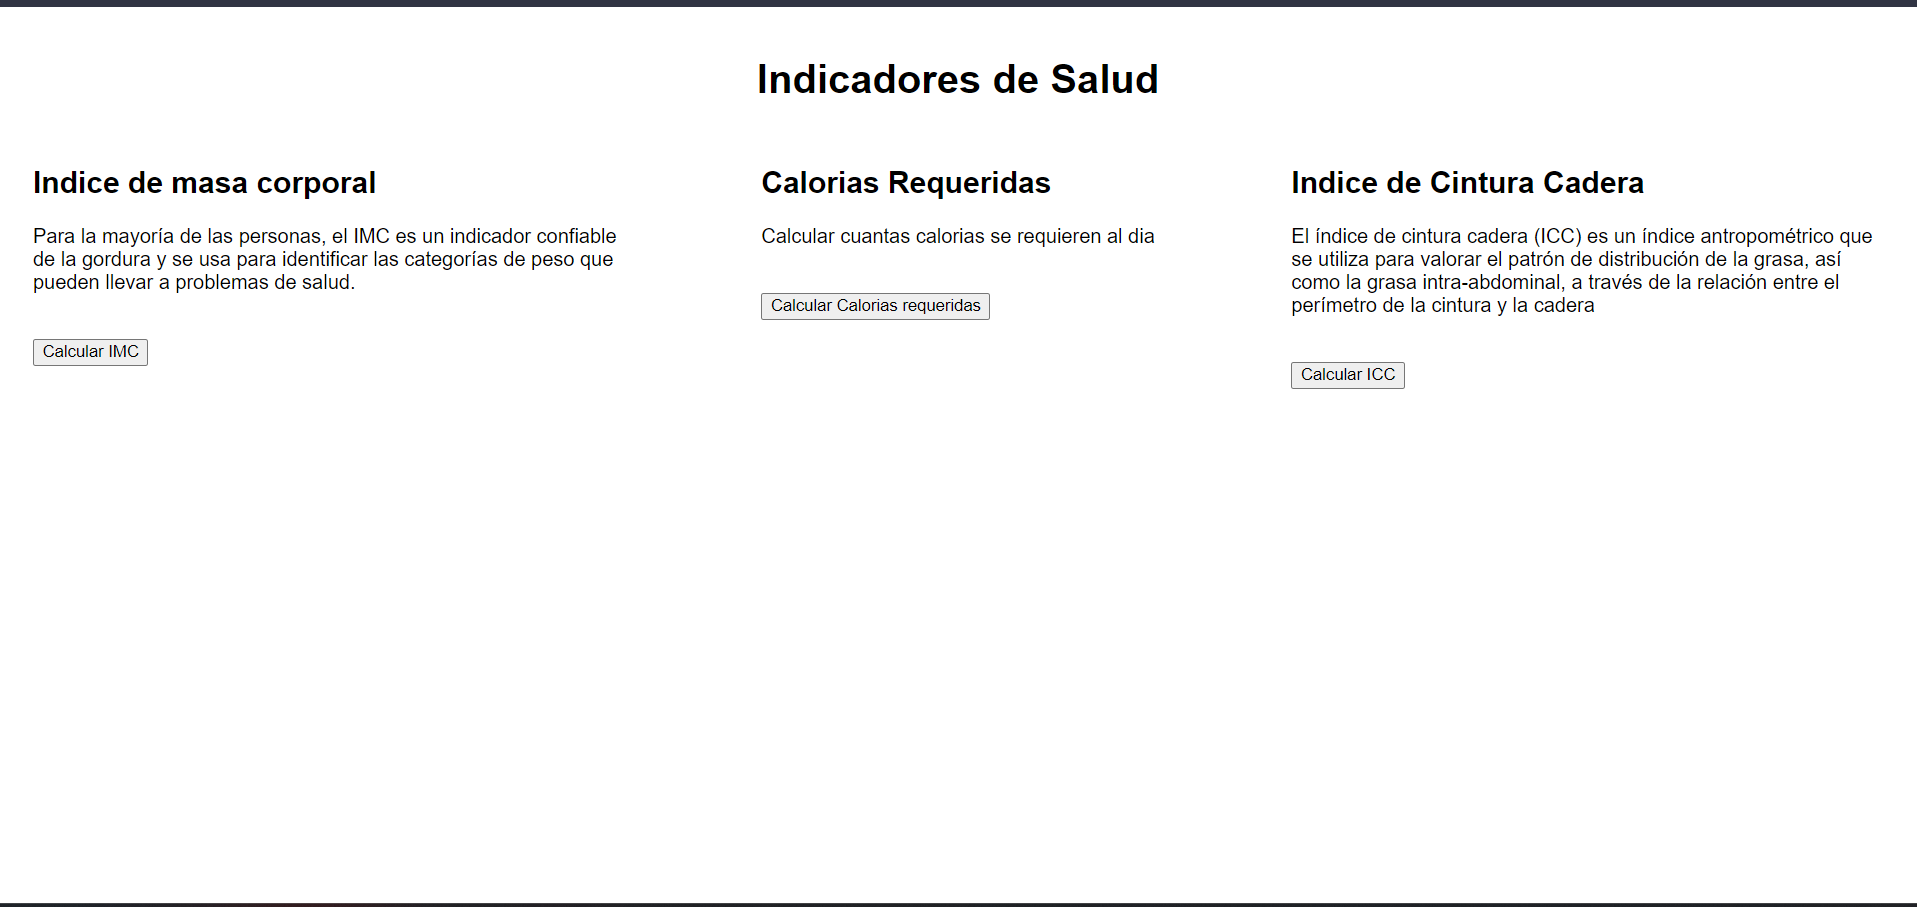 Indicadores de Salud
Indice de masa corporal
Para la mayoría de las personas, el IMC es un indicador confiable
de la gordura y se usa para identificar las categorías de peso que
pueden llevar a problemas de salud.
Calcular IMC
Calorias Requeridas
Calcular cuantas calorias se requieren al dia
Calcular Calorias requeridas
Indice de Cintura Cadera
El índice de cintura cadera (ICC) es un índice antropométrico que
se utiliza para valorar el patrón de distribución de la grasa, así
como la grasa intra-abdominal, a través de la relación entre el
perímetro de la cintura y la cadera
Calcular ICC